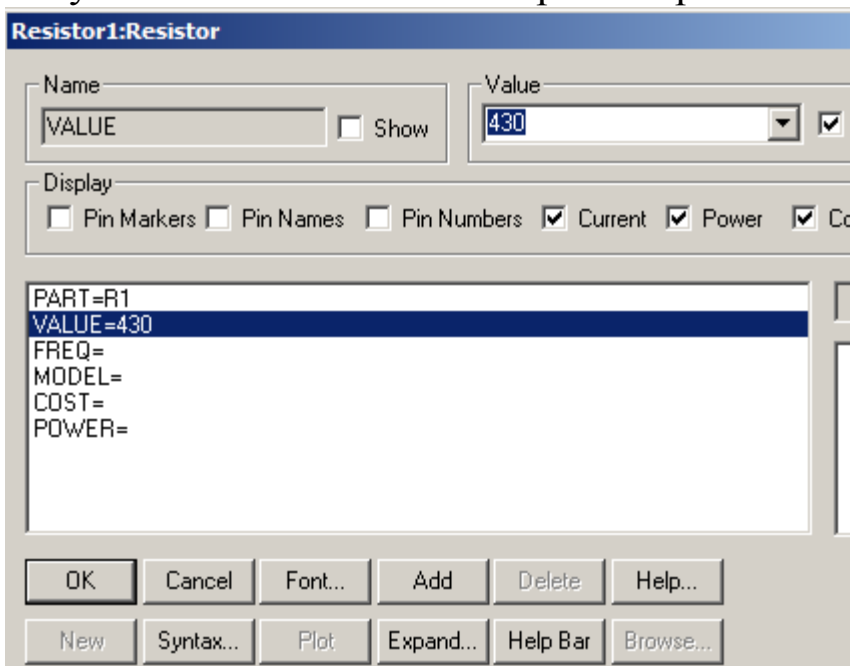 Resistor1:Resistor
Name
Value
VALUE
Show
430
Display
Pin Markers
Pin Names
Pin Numbers
Current
Power
PART=R1
VALUE=430
FREQ=
MODEL=
COST=
POWER=
OK
Cancel
Font...
Add
Delete
Help...
New
Syntax...
Plot
Expand...
Help Bar
Browse...